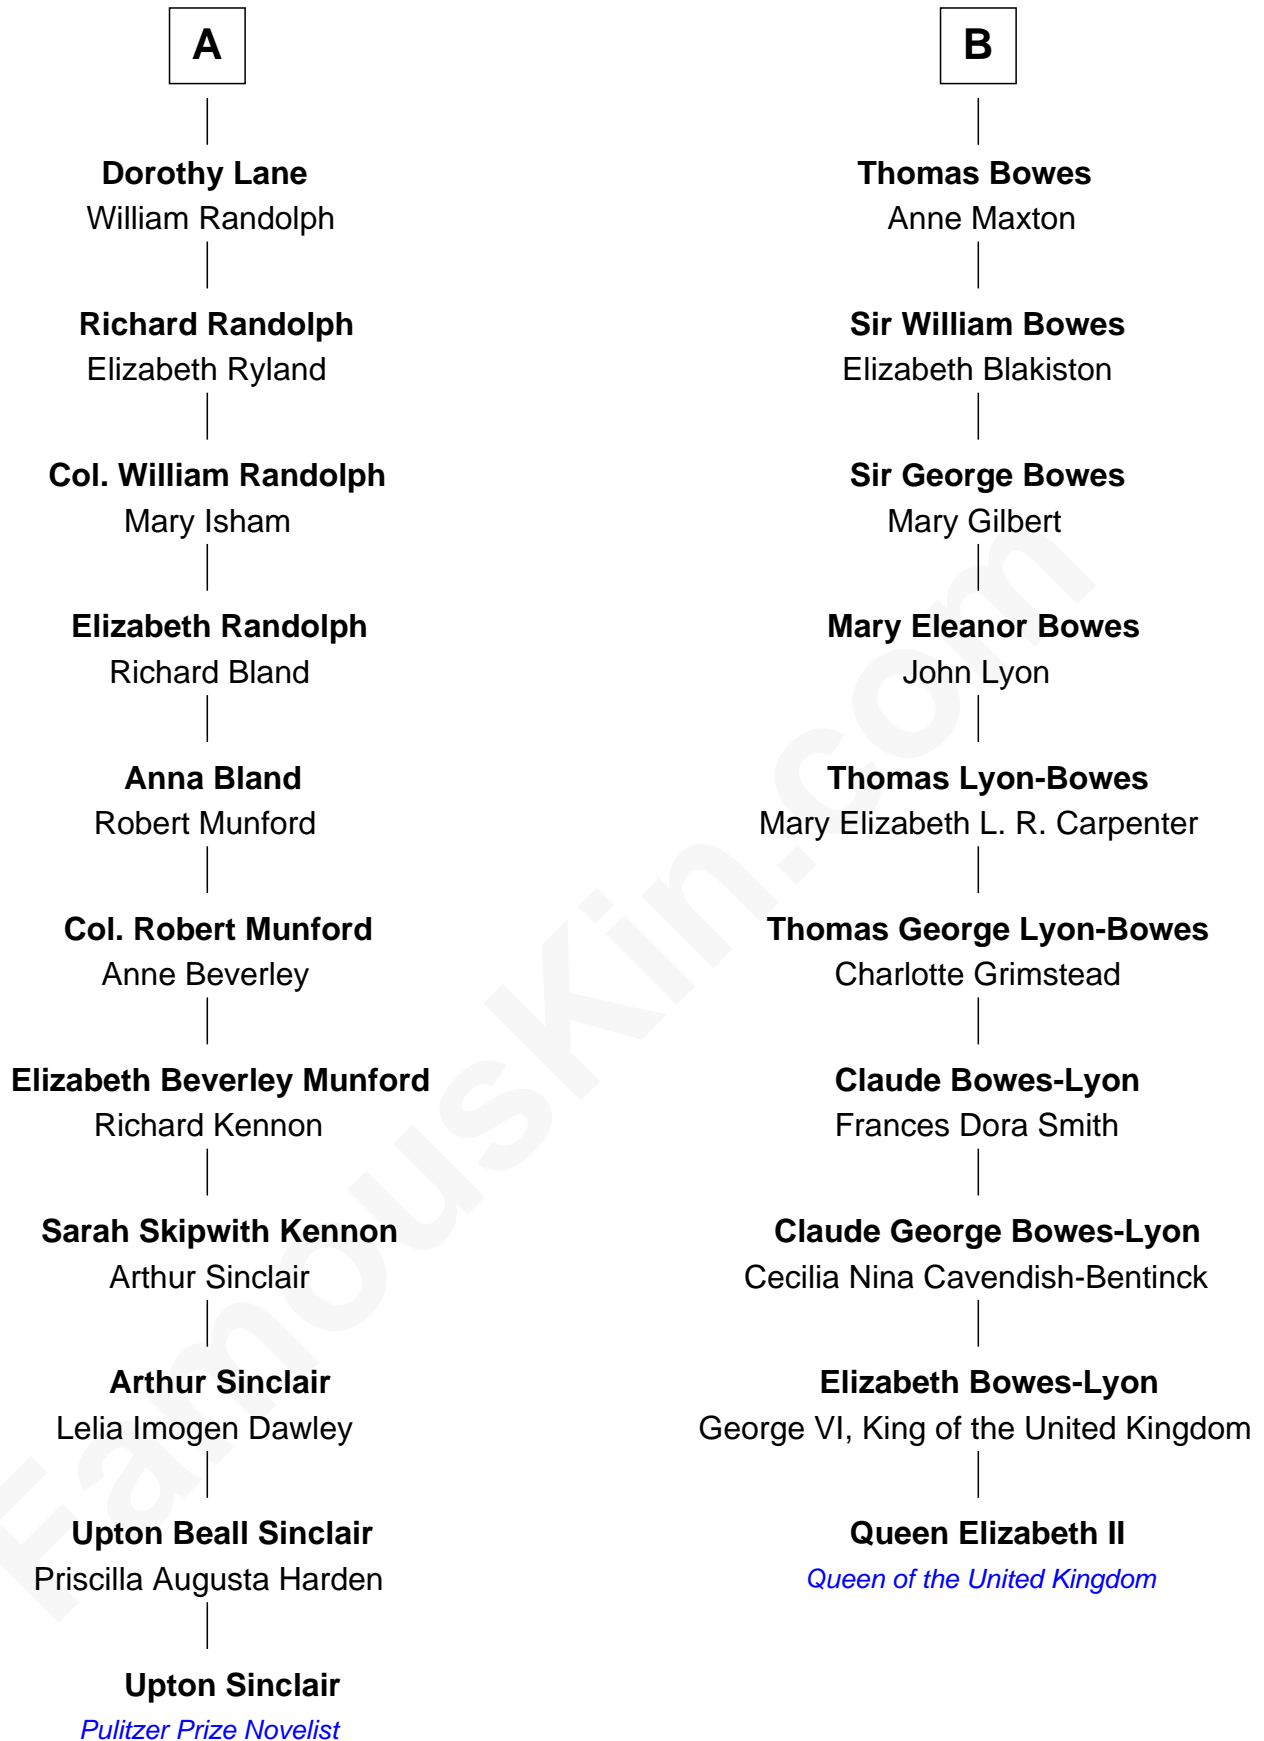 A
Dorothy Lane
William Randolph
Richard Randolph
Elizabeth Ryland
Col. William Randolph
Mary Isham
Elizabeth Randolph
Richard Bland
Anna Bland
Robert Munford
Col. Robert Munford
Anne Beverley
Elizabeth Beverley Munford
Richard Kennon
Sarah Skipwith Kennon
Arthur Sinclair
Arthur Sinclair
Lelia Imogen Dawley
Upton Beall Sinclair
Priscilla Augusta Harden
Upton Sinclair
Pulitzer Prize Novelist
B
Thomas Bowes
Anne Maxton
Sir William Bowes
Elizabeth Blakiston
Sir George Bowes
Mary Gilbert
Mary Eleanor Bowes
John Lyon
Thomas Lyon-Bowes
Mary Elizabeth L. R. Carpenter
Thomas George Lyon-Bowes
Charlotte Grimstead
Claude Bowes-Lyon
Frances Dora Smith
Claude George Bowes-Lyon
Cecilia Nina Cavendish-Bentinck
Elizabeth Bowes-Lyon
George VI, King of the United Kingdom
Queen Elizabeth II
Queen of the United Kingdom
FamousKin.com